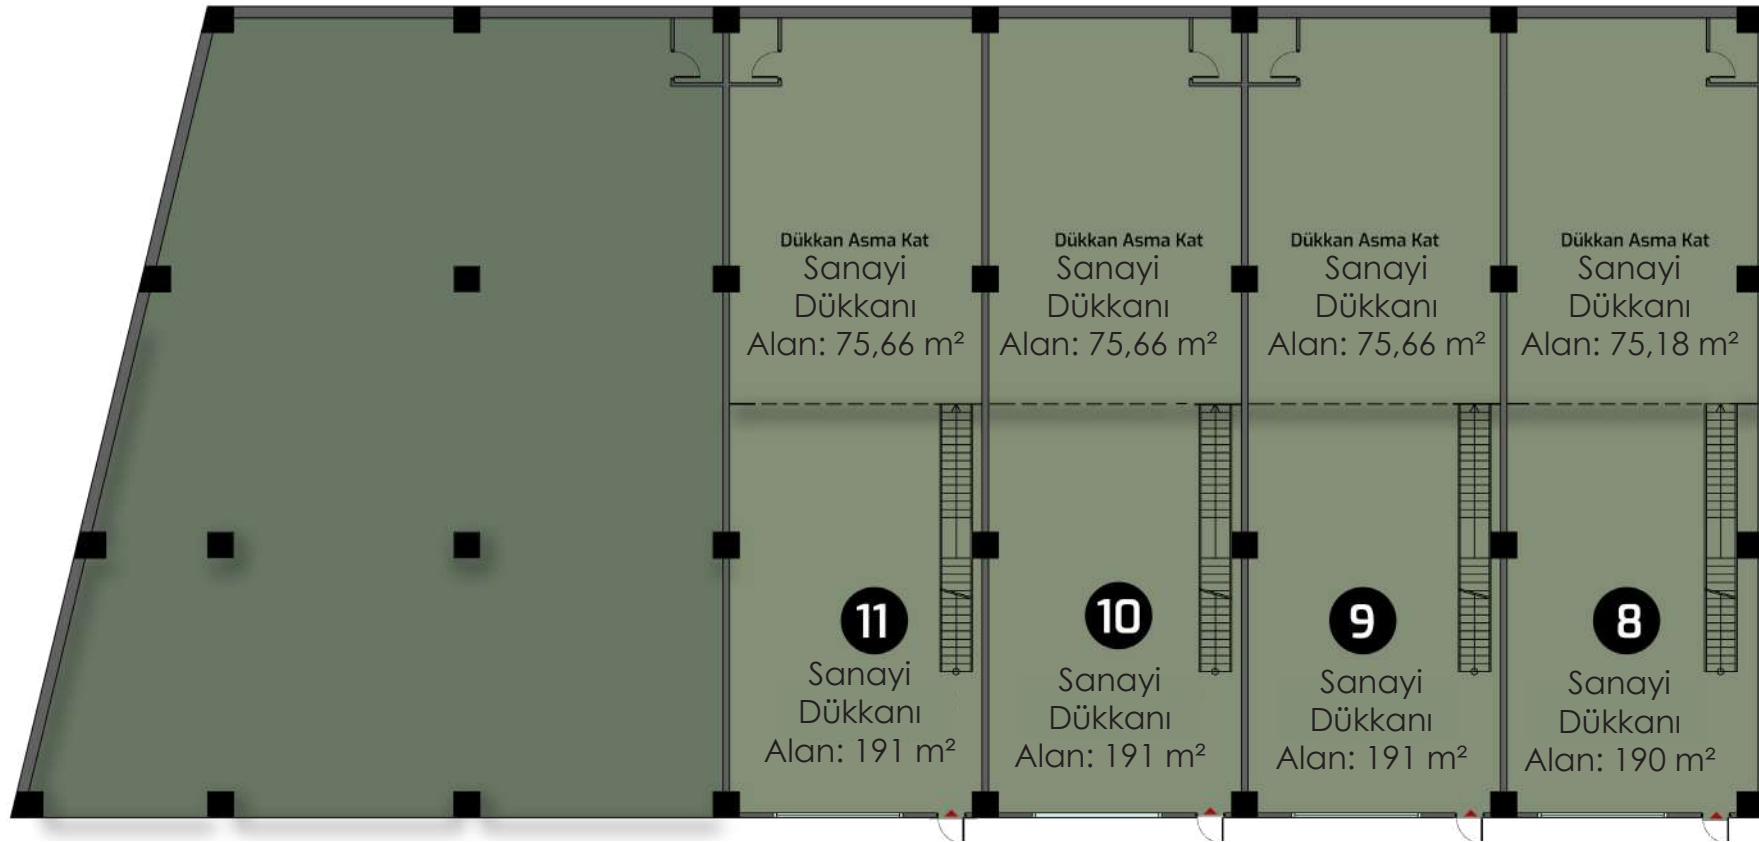 Dükkan Asma Kat
Sanayi
Dükkanı
Alan: 75,66 m²
Dükkan Asma Kat
Sanayi
Dükkanı
Alan: 75,66 m²
Dükkan Asma Kat
Sanayi
Dükkanı
Alan: 75,66 m²
Dükkan Asma Kat
Sanayi
Dükkanı
Alan: 75,18 m²
11
Sanayi
Dükkanı
Alan: 191 m²
10
Sanayi
Dükkanı
Alan: 191 m²
9
Sanayi
Dükkanı
Alan: 191 m²
8
Sanayi
Dükkanı
Alan: 190 m²